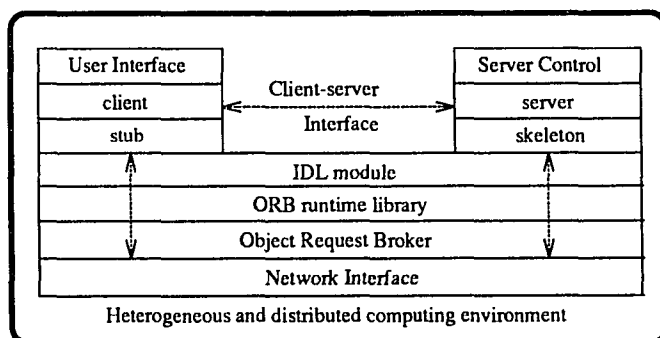 User Interface
Server Control
client
Client-server
server
stub
Interface
skeleton
IDL module
ORB runtime library
Object Request Broker
Network Interface
Heterogeneous and distributed computing environment